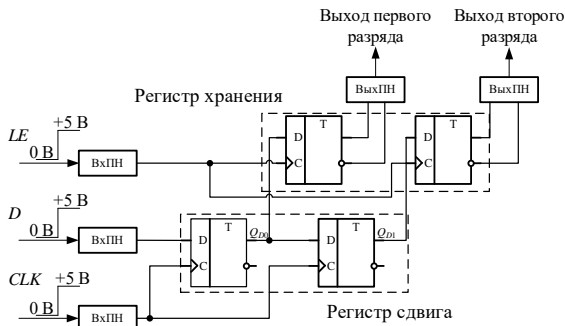 Выход первого
разряда
Выход второго
разряда
ВыхПН
ВыхПН
Регистр хранения
T
D
C
T
D
C
LE
+5 В
0 В
ВхПН
D
+5 В
0 В
ВхПН
T
D
C
QD0
T
D
C
QD1
CLK
+5 В
0 В
ВхПН
Регистр сдвига